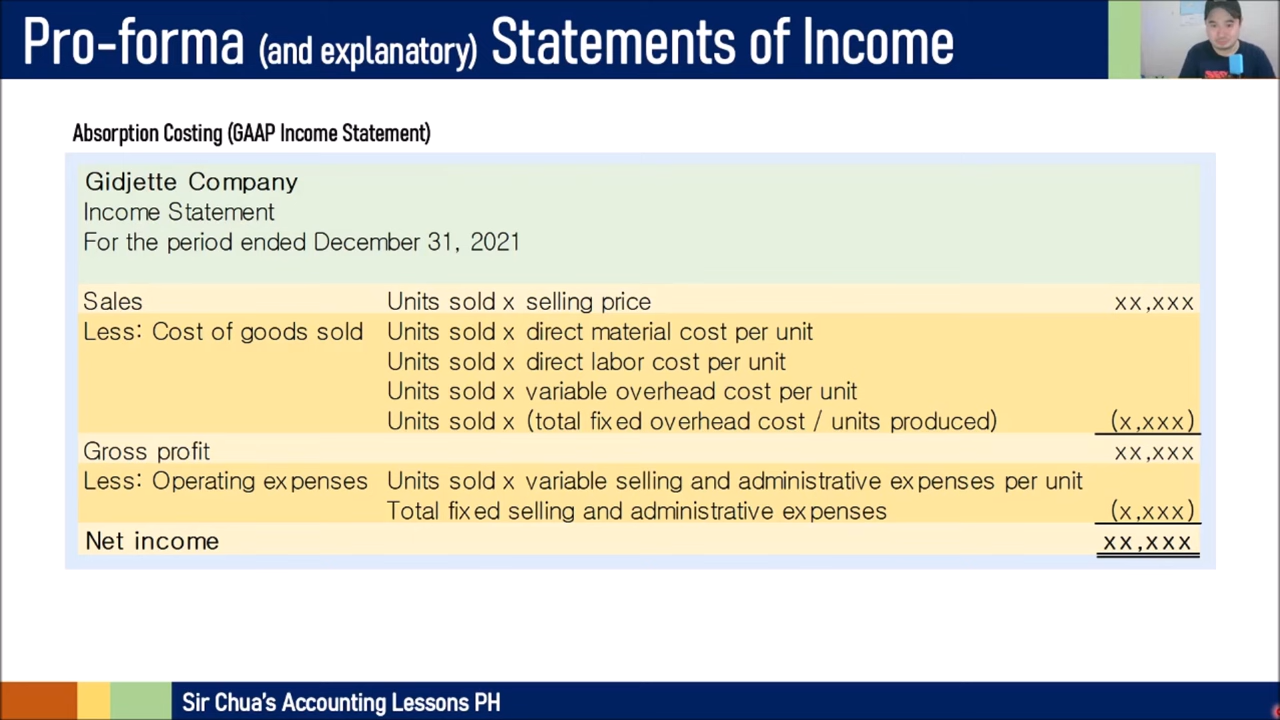 Pro-forma (and explanatory) Statements of Income
Absorption Costing (GAAP Income Statement)
Gidjette Company
Income Statement
For the period ended December 31, 2021
Sales Units sold x selling price xx,xxx
Less: Cost of goods sold Units sold x direct material cost per unit
Units sold x direct labor cost per unit
Units sold x variable overhead cost per unit
Units sold x (total fixed overhead cost / units produced) (x,xxx)
Gross profit xx,xxx
Less: Operating expenses Units sold x variable selling and administrative expenses per unit
Total fixed selling and administrative expenses (x,xxx)
Net income xx,xxx
Sir Chua's Accounting Lessons PH